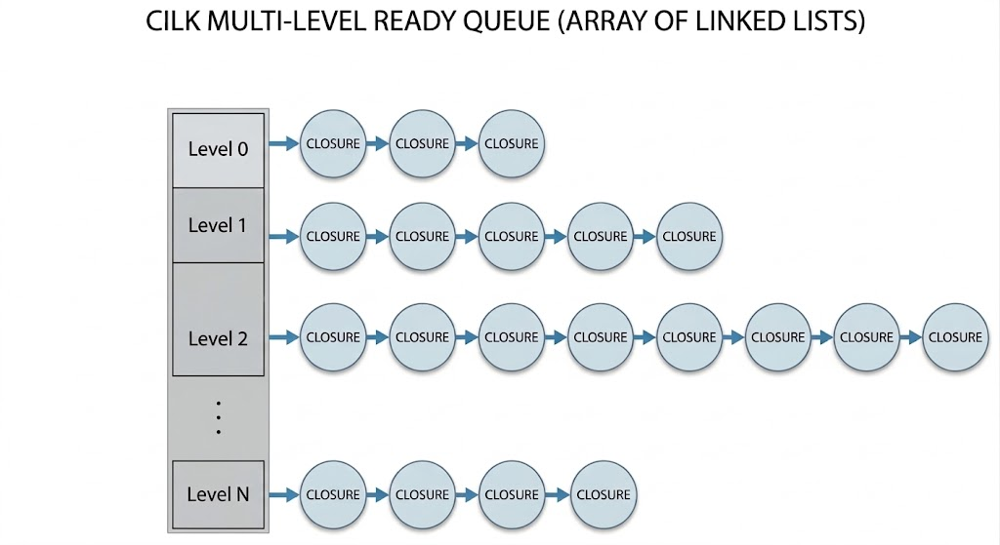 CILK MULTI-LEVEL READY QUEUE (ARRAY OF LINKED LISTS)
Level 0 CLOSURE CLOSURE CLOSURE
Level 1 CLOSURE CLOSURE CLOSURE CLOSURE CLOSURE
Level 2 CLOSURE CLOSURE CLOSURE CLOSURE CLOSURE CLOSURE CLOSURE CLOSURE
⋮
Level N CLOSURE CLOSURE CLOSURE CLOSURE